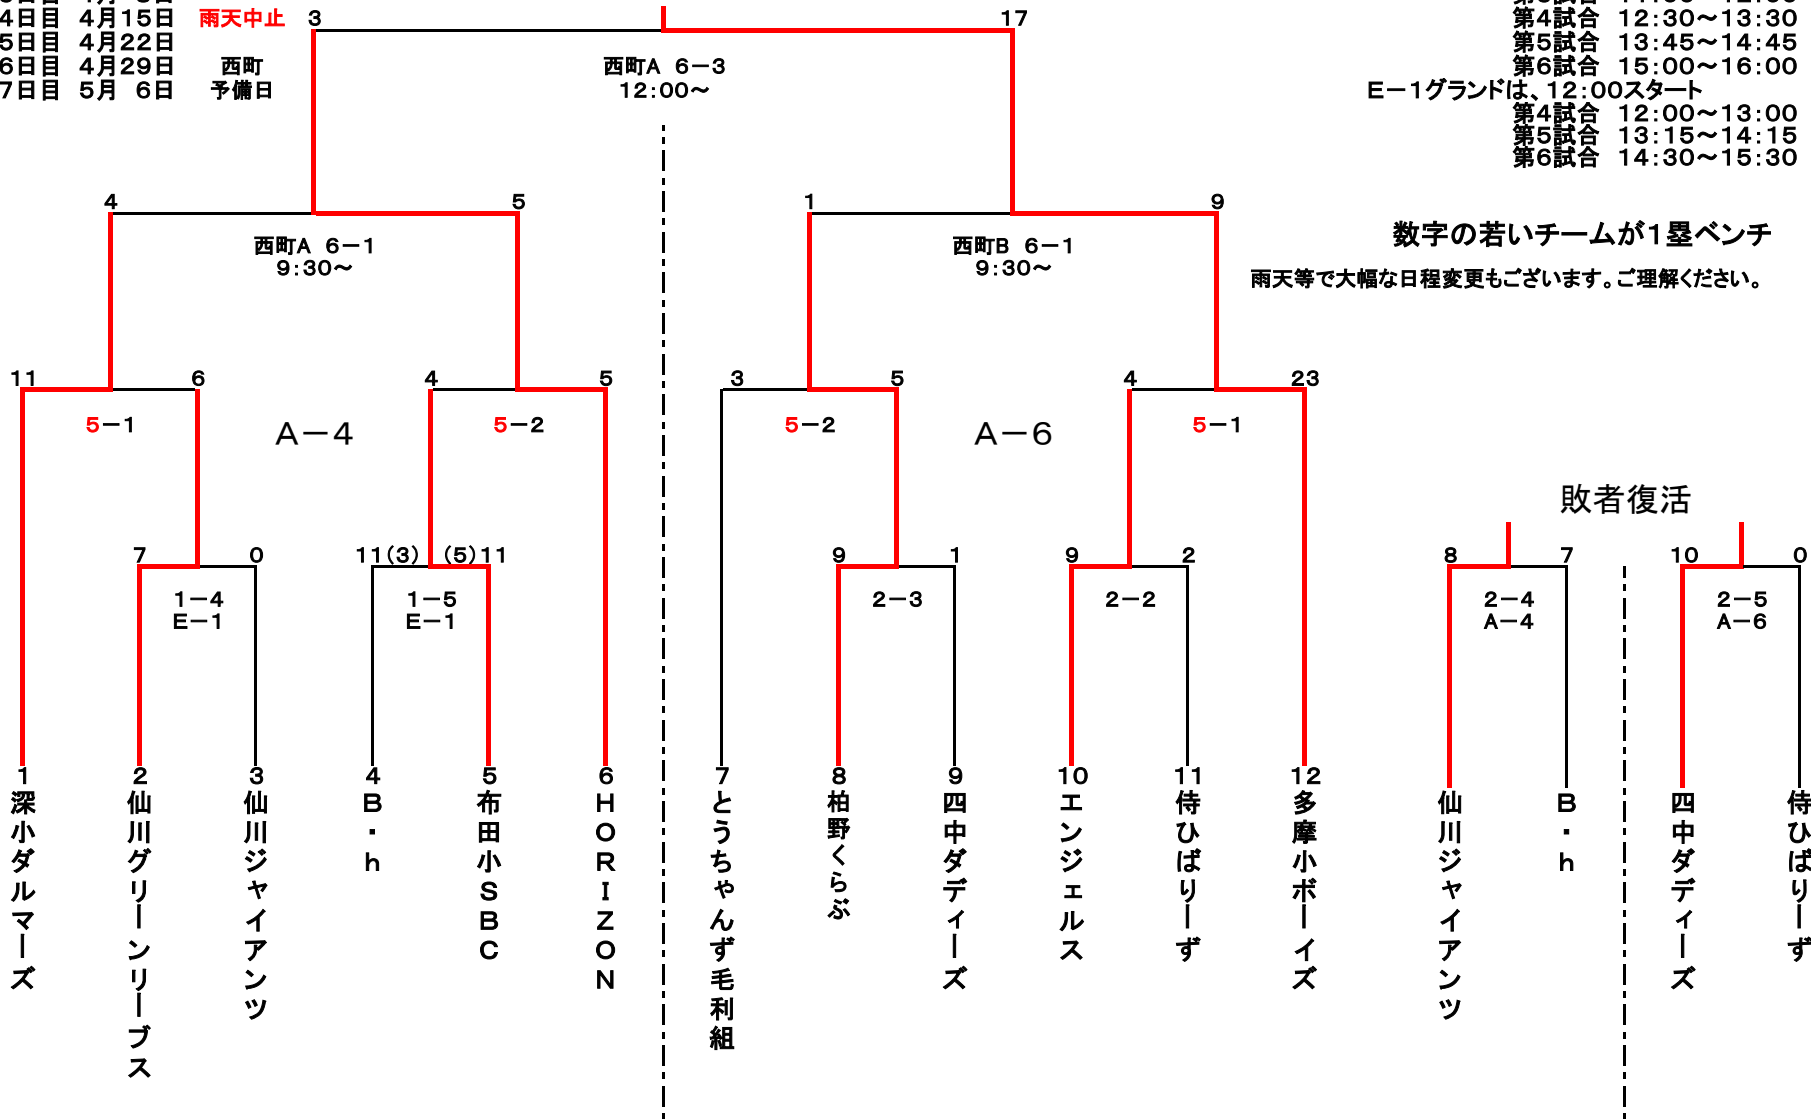 4日目 4月15日 雨天中止
5日目 4月22日
6日目 4月29日 西町
7日目 5月 6日 予備日
第4試合 12:30～13:30
第5試合 13:45～14:45
第6試合 15:00～16:00
E－1グランドは、12:00スタート
第4試合 12:00～13:00
第5試合 13:15～14:15
第6試合 14:30～15:30
数字の若いチームが1塁ベンチ
雨天等で大幅な日程変更もございます。ご理解ください。
3 17
西町A 6－3
12:00～
4 5 1 9
西町A 6－1
9:30～
西町B 6－1
9:30～
11 6 4 5 3 5 4 23
5－1
A－4
5－2
5－2
A－6
5－1
敗者復活
7 0 11(3) (5)11 9 1 9 2 8 7 10 0
1－4
E－1
1－5
E－1
2－3
2－2
2－4
A－4
2－5
A－6
1 深小ダルマーズ
2 仙川グリーンリーブス
3 仙川ジャイアンツ
4 B・h
5 布田小SBC
6 HORIZON
7 とうちゃんず毛利組
8 柏野くらぶ
9 四中ダディーズ
10 エンジェルス
11 侍ひばりーず
12 多摩小ボーイズ
仙川ジャイアンツ
B・h
四中ダディーズ
侍ひばりーず